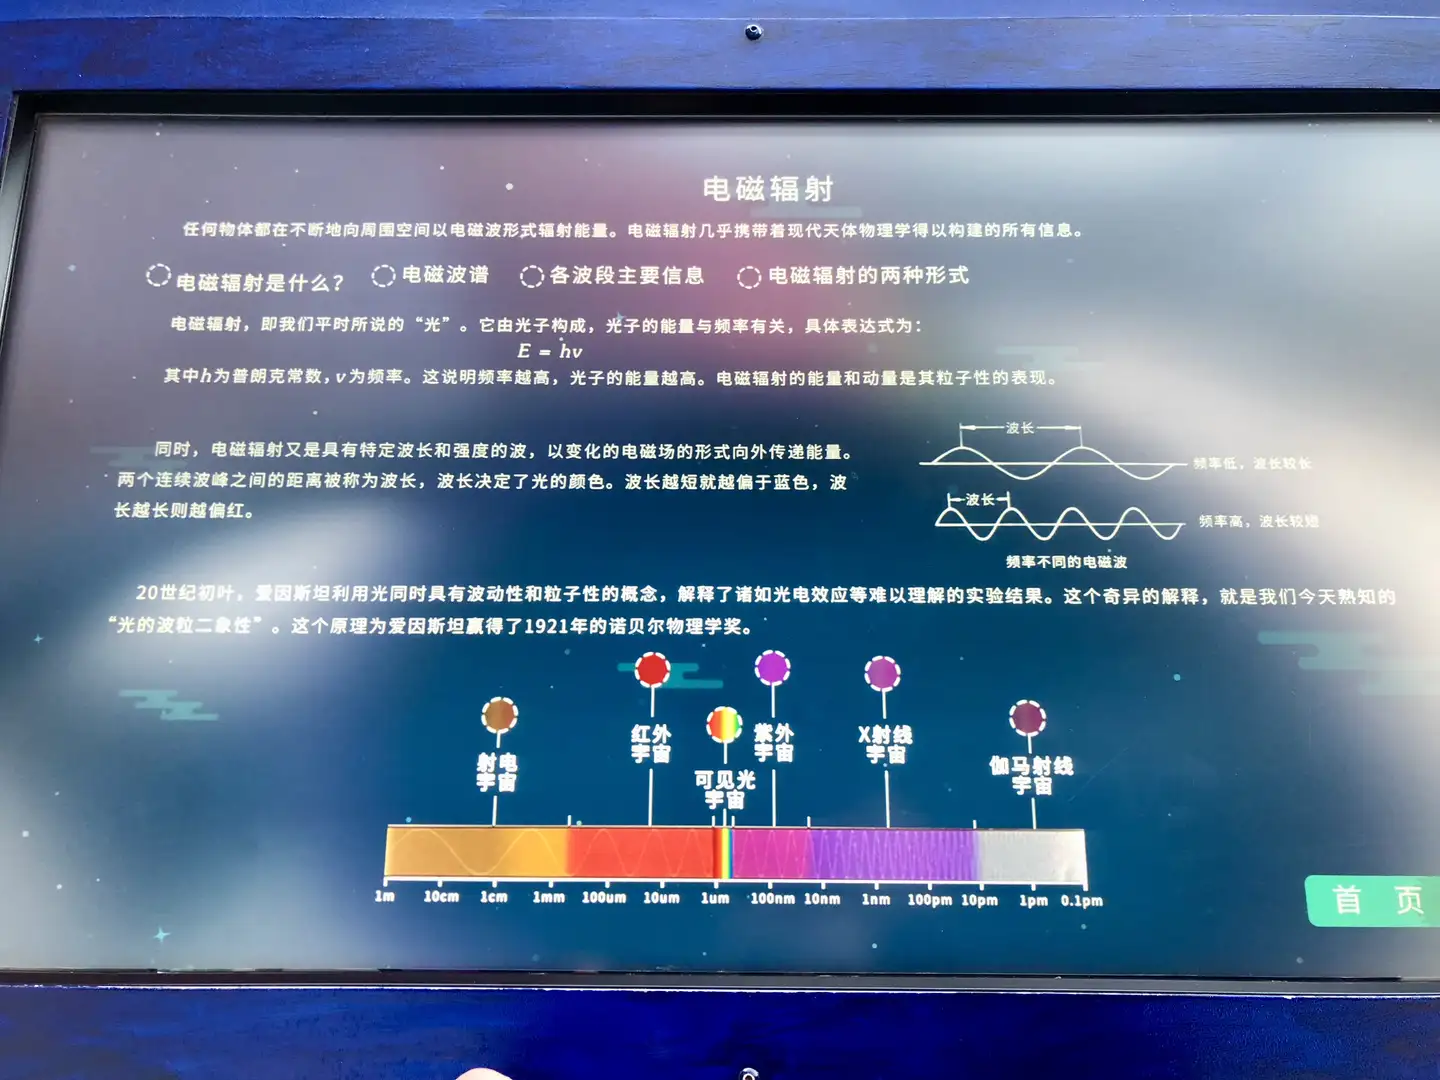 电磁辐射
任何物体都在不断地向周围空间以电磁波形式辐射能量。电磁辐射几乎携带着现代天体物理学得以构建的所有信息。
电磁辐射是什么？ 电磁波谱 各波段主要信息 电磁辐射的两种形式
电磁辐射，即我们平时所说的“光”。它由光子构成，光子的能量与频率有关，具体表达式为：
E = hv
其中h为普朗克常数，v为频率。这说明频率越高，光子的能量越高。电磁辐射的能量和动量是其粒子性的表现。
同时，电磁辐射又是具有特定波长和强度的波，以变化的电磁场的形式向外传递能量。
两个连续波峰之间的距离被称为波长，波长决定了光的颜色。波长越短就越偏于蓝色，波
长越长则越偏红。
波长
频率低，波长较长
波长
频率高，波长较短
频率不同的电磁波
20世纪初叶，爱因斯坦利用光同时具有波动性和粒子性的概念，解释了诸如光电效应等难以理解的实验结果。这个奇异的解释，就是我们今天熟知的
“光的波粒二象性”。这个原理为爱因斯坦赢得了1921年的诺贝尔物理学奖。
射电
宇宙
红外
宇宙
可见光
宇宙
紫外
宇宙
X射线
宇宙
伽马射线
宇宙
1m 10cm 1cm 1mm 100um 10um 1um 100nm 10nm 1nm 100pm 10pm 1pm 0.1pm
首 页